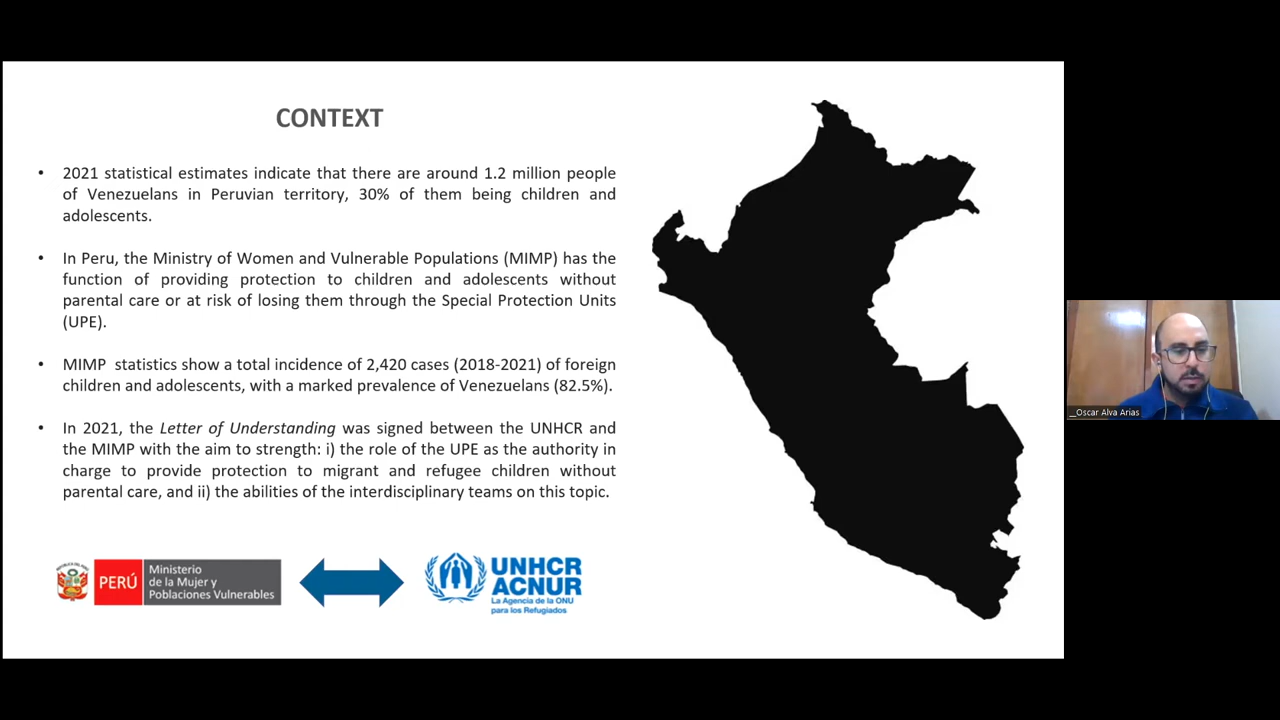 CONTEXT
• 2021 statistical estimates indicate that there are around 1.2 million people
of Venezuelans in Peruvian territory, 30% of them being children and
adolescents.
• In Peru, the Ministry of Women and Vulnerable Populations (MIMP) has the
function of providing protection to children and adolescents without
parental care or at risk of losing them through the Special Protection Units
(UPE).
• MIMP statistics show a total incidence of 2,420 cases (2018-2021) of foreign
children and adolescents, with a marked prevalence of Venezuelans (82.5%).
• In 2021, the Letter of Understanding was signed between the UNHCR and
the MIMP with the aim to strength: i) the role of the UPE as the authority in
charge to provide protection to migrant and refugee children without
parental care, and ii) the abilities of the interdisciplinary teams on this topic.
PERÚ
Ministerio
de la Mujer y
Poblaciones Vulnerables
UNHCR
ACNUR
La Agencia de la ONU
para los Refugiados
__Oscar Alva Arias